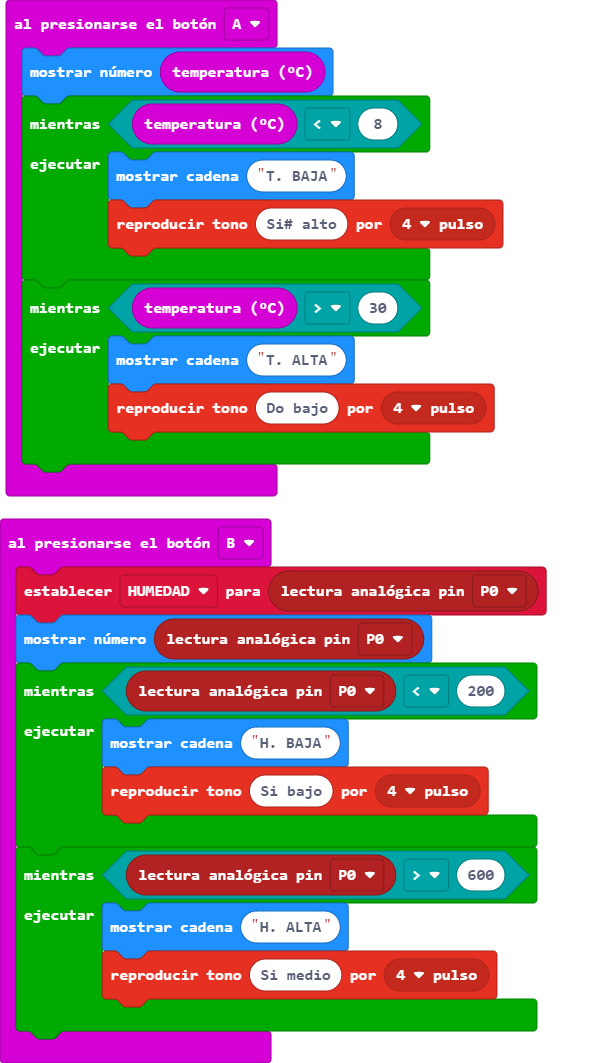 al presionarse el botón A
mostrar número temperatura (ºC)
mientras temperatura (ºC) < 8
ejecutar
mostrar cadena "T. BAJA"
reproducir tono Si# alto por 4 pulso
mientras temperatura (ºC) > 30
ejecutar
mostrar cadena "T. ALTA"
reproducir tono Do bajo por 4 pulso
al presionarse el botón B
establecer HUMEDAD para lectura analógica pin P0
mostrar número lectura analógica pin P0
mientras lectura analógica pin P0 < 200
ejecutar
mostrar cadena "H. BAJA"
reproducir tono Si bajo por 4 pulso
mientras lectura analógica pin P0 > 600
ejecutar
mostrar cadena "H. ALTA"
reproducir tono Si medio por 4 pulso